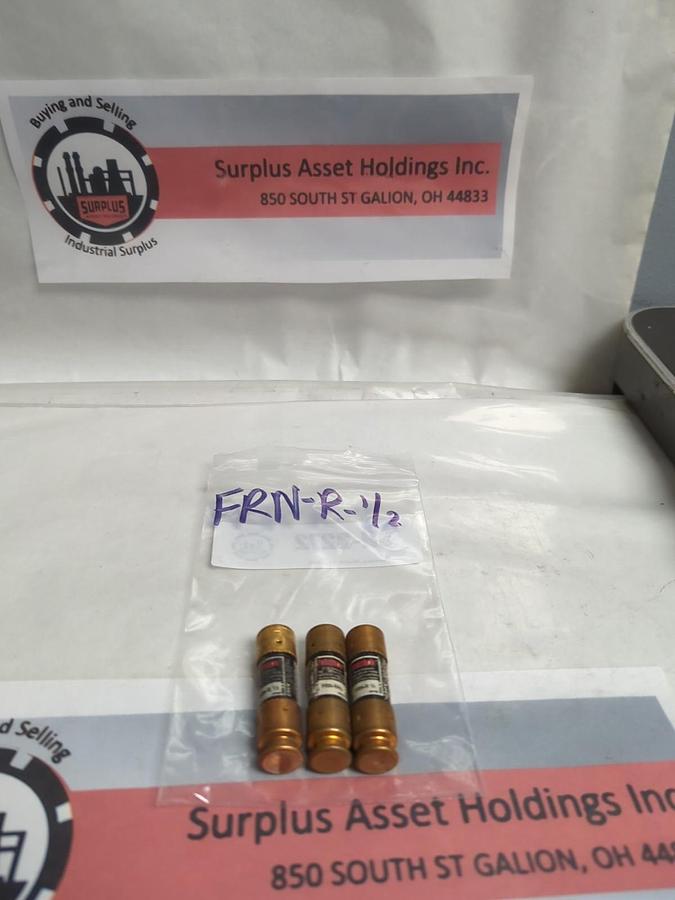 Buying and Selling
SURPLUS
Industrial Surplus
Surplus Asset Holdings Inc.
850 SOUTH ST GALION, OH 44833
FRN-R-1/2
d Selling
Surplus Asset Holdings Inc
850 SOUTH ST GALION, OH 448